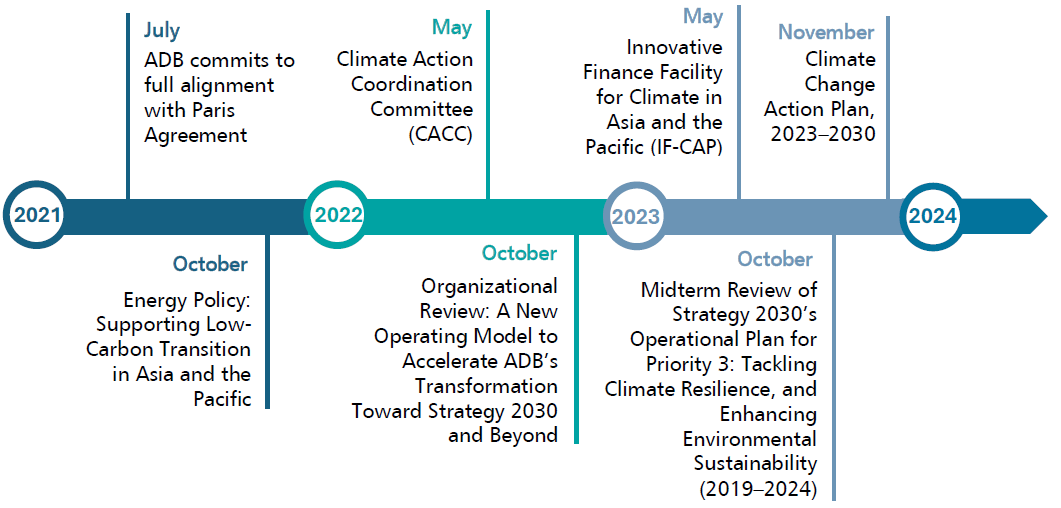 July
ADB commits to
full alignment
with Paris
Agreement
May
Climate Action
Coordination
Committee
(CACC)
May
Innovative
Finance Facility
for Climate in
Asia and the
Pacific (IF-CAP)
November
Climate
Change
Action Plan,
2023–2030
2021
2022
2023
2024
October
Energy Policy:
Supporting Low-
Carbon Transition
in Asia and the
Pacific
October
Organizational
Review: A New
Operating Model to
Accelerate ADB’s
Transformation
Toward Strategy 2030
and Beyond
October
Midterm Review of
Strategy 2030’s
Operational Plan for
Priority 3: Tackling
Climate Resilience, and
Enhancing
Environmental
Sustainability
(2019–2024)